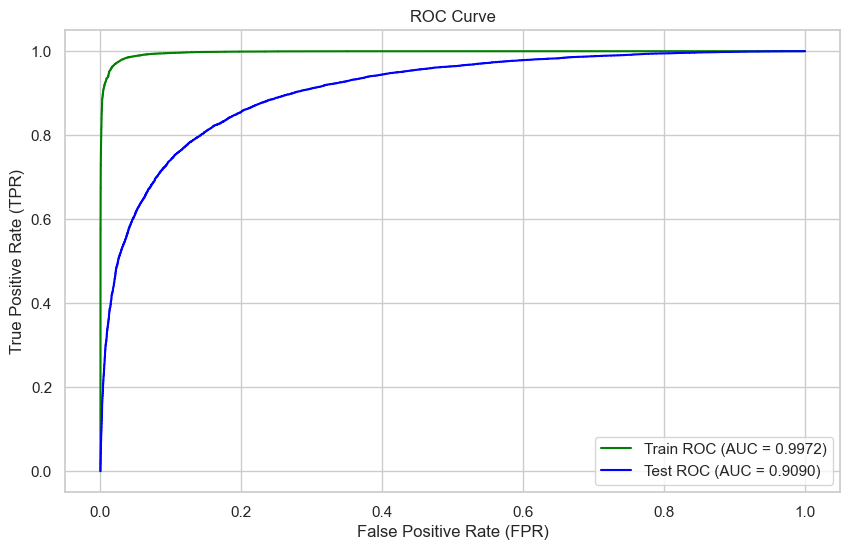 ROC Curve
True Positive Rate (TPR)
1.0
0.8
0.6
0.4
0.2
0.0
Train ROC (AUC = 0.9972)
Test ROC (AUC = 0.9090)
0.0 0.2 0.4 0.6 0.8 1.0
False Positive Rate (FPR)